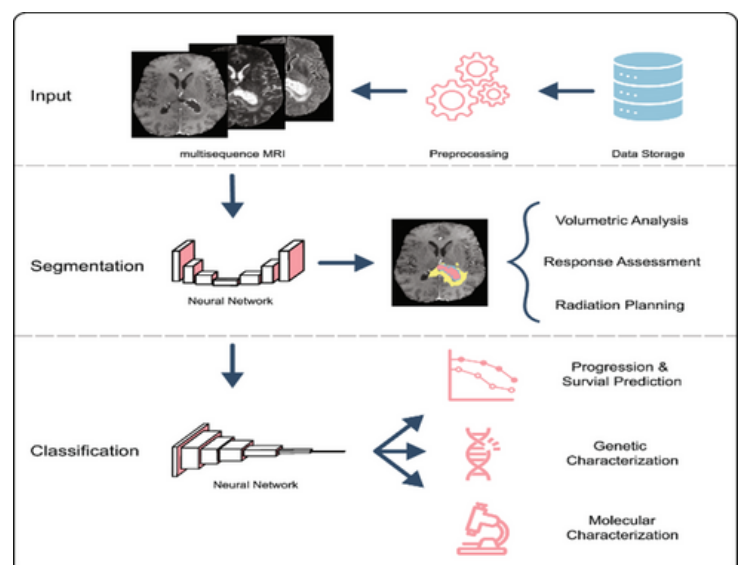 Input
multisequence MRI
Preprocessing
Data Storage
Segmentation
Neural Network
Volumetric Analysis
Response Assessment
Radiation Planning
Classification
Neural Network
Progression &
Survial Prediction
Genetic
Characterization
Molecular
Characterization